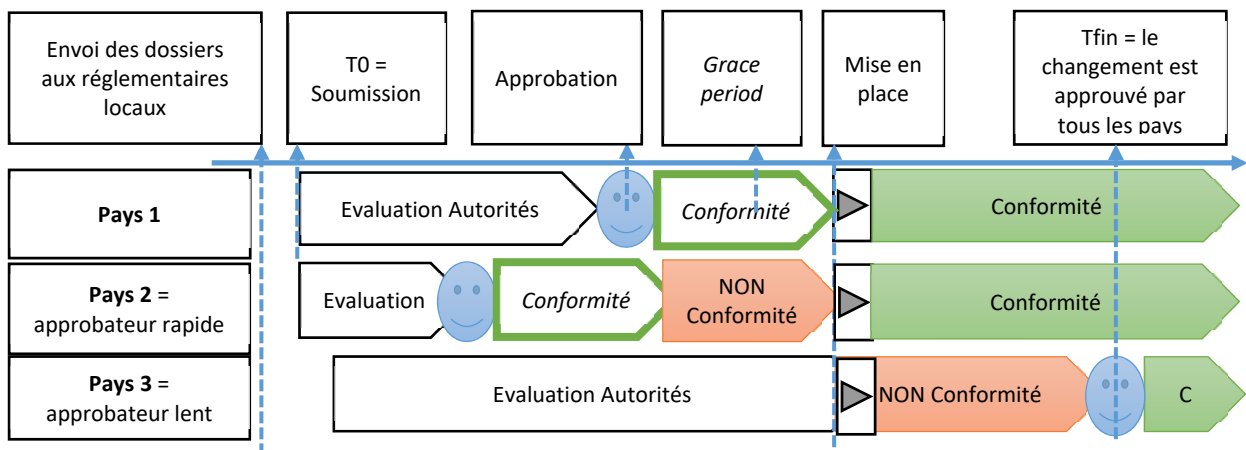 Envoi des dossiers
aux réglementaires
locaux
T0 =
Soumission
Approbation
Grace
period
Mise en
place
Tfin = le
changement est
approuvé par
tous les pays
Pays 1
Evaluation Autorités
Conformité
Conformité
Pays 2 =
approbateur rapide
Evaluation
Conformité
NON
Conformité
Conformité
Pays 3 =
approbateur lent
Evaluation Autorités
NON Conformité
C